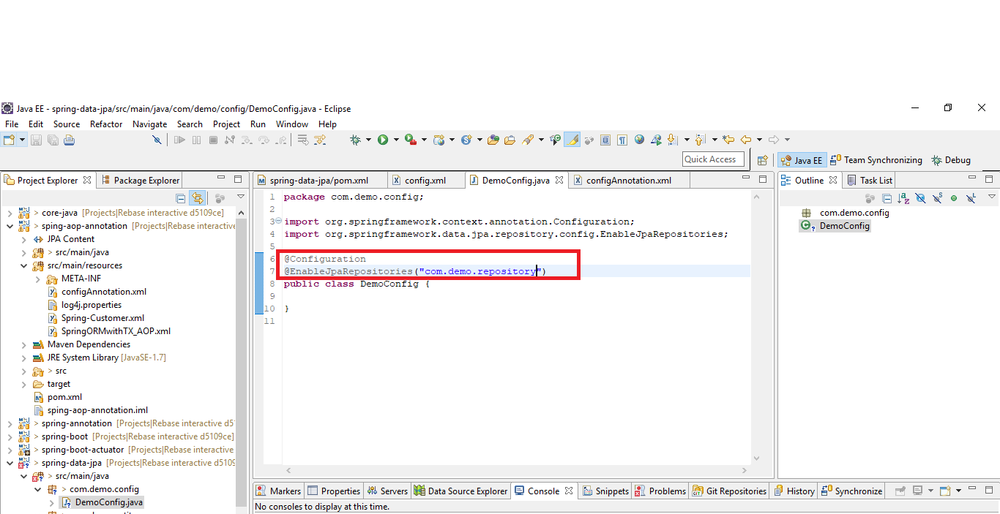 Java EE - spring-data-jpa/src/main/java/com/demo/config/DemoConfig.java - Eclipse
File Edit Source Refactor Navigate Search Project Run Window Help
Quick Access
Java EE
Team Synchronizing
Debug
Project Explorer
Package Explorer
> core-java [Projects|Rebase interactive d5109ce]
> sping-aop-annotation [Projects|Rebase interactive
JPA Content
> src/main/java
src/main/resources
META-INF
configAnnotation.xml
log4j.properties
Spring-Customer.xml
SpringORMwithTX_AOP.xml
Maven Dependencies
JRE System Library [JavaSE-1.7]
> src
target
pom.xml
sping-aop-annotation.iml
> spring-annotation [Projects|Rebase interactive d5
> spring-boot [Projects|Rebase interactive d5109ce]
> spring-boot-actuator [Projects|Rebase interactive
> spring-data-jpa [Projects|Rebase interactive d5109
> src/main/java
> com.demo.config
DemoConfig.java
spring-data-jpa/pom.xml
config.xml
DemoConfig.java
configAnnotation.xml
1 package com.demo.config;
2
3 import org.springframework.context.annotation.Configuration;
4 import org.springframework.data.jpa.repository.config.EnableJpaRepositories;
5
6 @Configuration
7 @EnableJpaRepositories("com.demo.repository")
8 public class DemoConfig {
9
10 }
11
Outline
Task List
com.demo.config
DemoConfig
Markers
Properties
Servers
Data Source Explorer
Console
Snippets
Problems
Git Repositories
History
Synchronize
No consoles to display at this time.